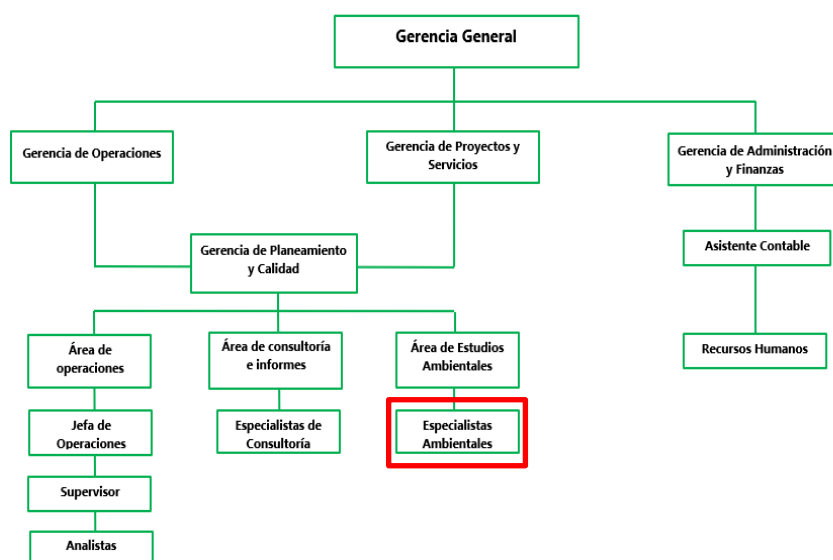 Gerencia General
Gerencia de Operaciones
Gerencia de Proyectos y
Servicios
Gerencia de Administración
y Finanzas
Gerencia de Planeamiento
y Calidad
Asistente Contable
Recursos Humanos
Área de
operaciones
Área de consultoría
e informes
Área de Estudios
Ambientales
Jefa de
Operaciones
Especialistas de
Consultoría
Especialistas
Ambientales
Supervisor
Analistas